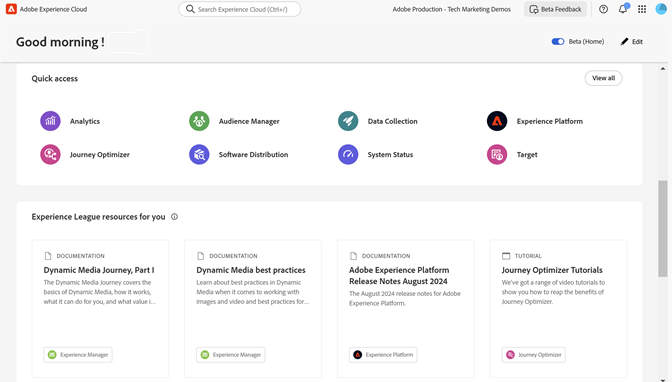 Adobe Experience Cloud
Search Experience Cloud (Ctrl+/)
Adobe Production - Tech Marketing Demos
Beta Feedback
Good morning !
Beta (Home)
Edit
Quick access
View all
Analytics
Audience Manager
Data Collection
Experience Platform
Journey Optimizer
Software Distribution
System Status
Target
Experience League resources for you
DOCUMENTATION
Dynamic Media Journey, Part I
The Dynamic Media Journey covers the
basics of Dynamic Media, how it works,
what it can do for you, and what value i...
Experience Manager
DOCUMENTATION
Dynamic Media best practices
Learn about best practices in Dynamic
Media when it comes to working with
images and video and best practices for...
Experience Manager
DOCUMENTATION
Adobe Experience Platform
Release Notes August 2024
The August 2024 release notes for Adobe
Experience Platform.
Experience Platform
TUTORIAL
Journey Optimizer Tutorials
We've got a range of video tutorials to
show you how to reap the benefits of
Journey Optimizer.
Journey Optimizer